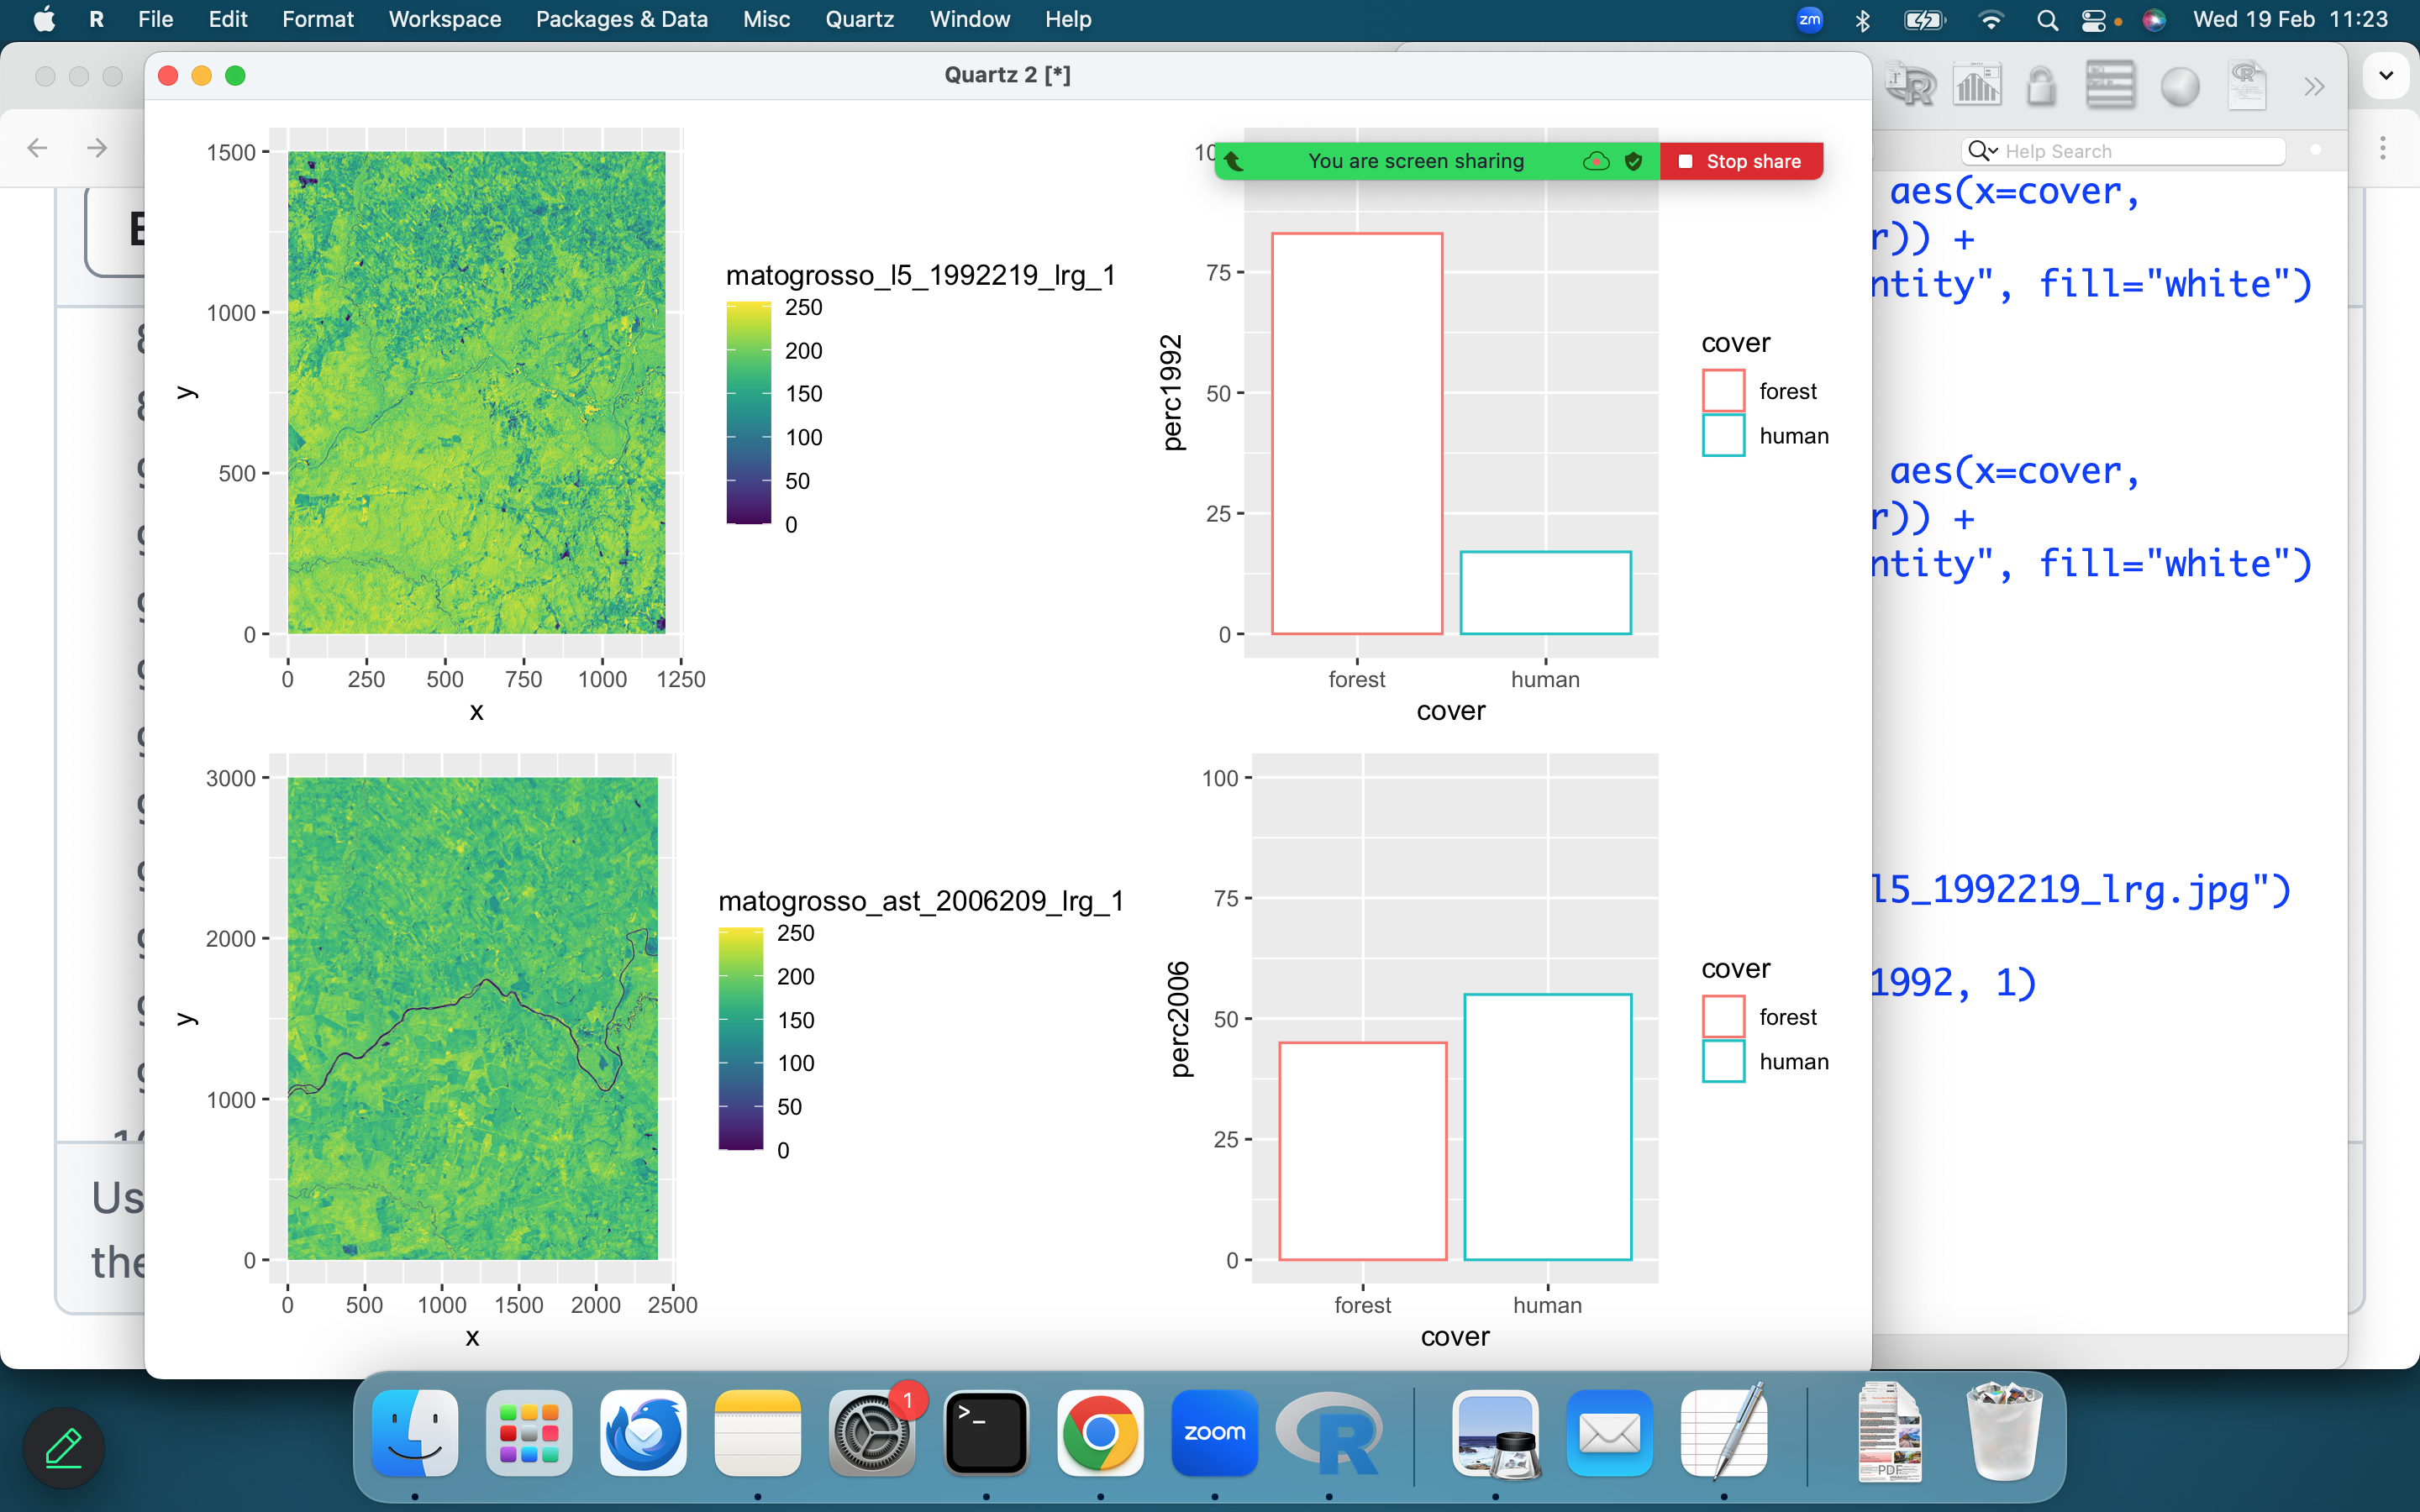 R File Edit Format Workspace Packages & Data Misc Quartz Window Help
zm Wed 19 Feb 11:23
Quartz 2 [*]
Help Search
You are screen sharing
Stop share
1500
1000
500
0
y
0 250 500 750 1000 1250
x
matogrosso_l5_1992219_lrg_1
250
200
150
100
50
0
75
50
25
0
perc1992
forest human
cover
cover
forest
human
3000
2000
1000
0
y
0 500 1000 1500 2000 2500
x
matogrosso_ast_2006209_lrg_1
250
200
150
100
50
0
100
75
50
25
0
perc2006
forest human
cover
cover
forest
human
aes(x=cover,
r)) +
ntity", fill="white")
aes(x=cover,
r)) +
ntity", fill="white")
l5_1992219_lrg.jpg")
1992, 1)
Us
the
1
zoom
R
PDF